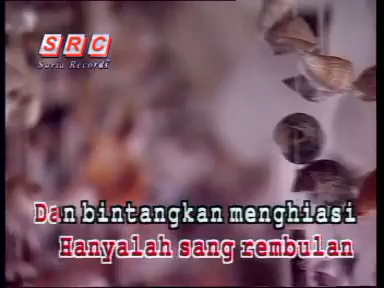 SRC
Suria Records
Dan bintangkan menghiasi
Hanyalah sang rembulan